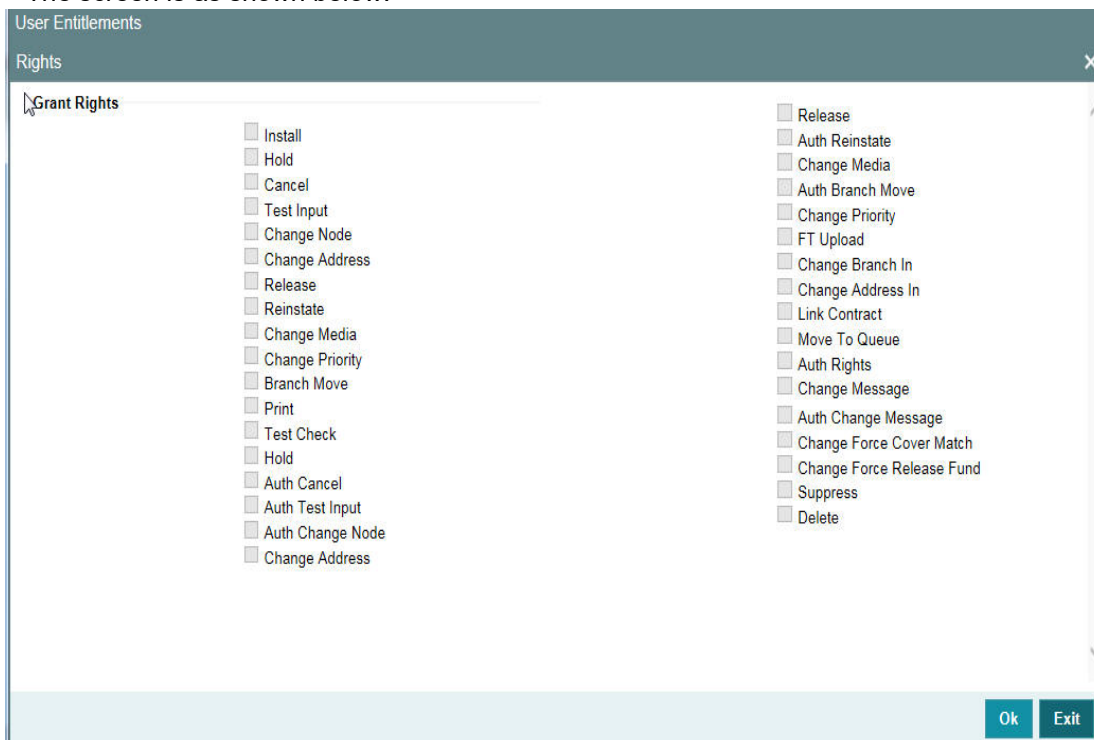 User Entitlements
Rights
Grant Rights
Install
Hold
Cancel
Test Input
Change Node
Change Address
Release
Reinstate
Change Media
Change Priority
Branch Move
Print
Test Check
Hold
Auth Cancel
Auth Test Input
Auth Change Node
Change Address
Release
Auth Reinstate
Change Media
Auth Branch Move
Change Priority
FT Upload
Change Branch In
Change Address In
Link Contract
Move To Queue
Auth Rights
Change Message
Auth Change Message
Change Force Cover Match
Change Force Release Fund
Suppress
Delete
Ok Exit